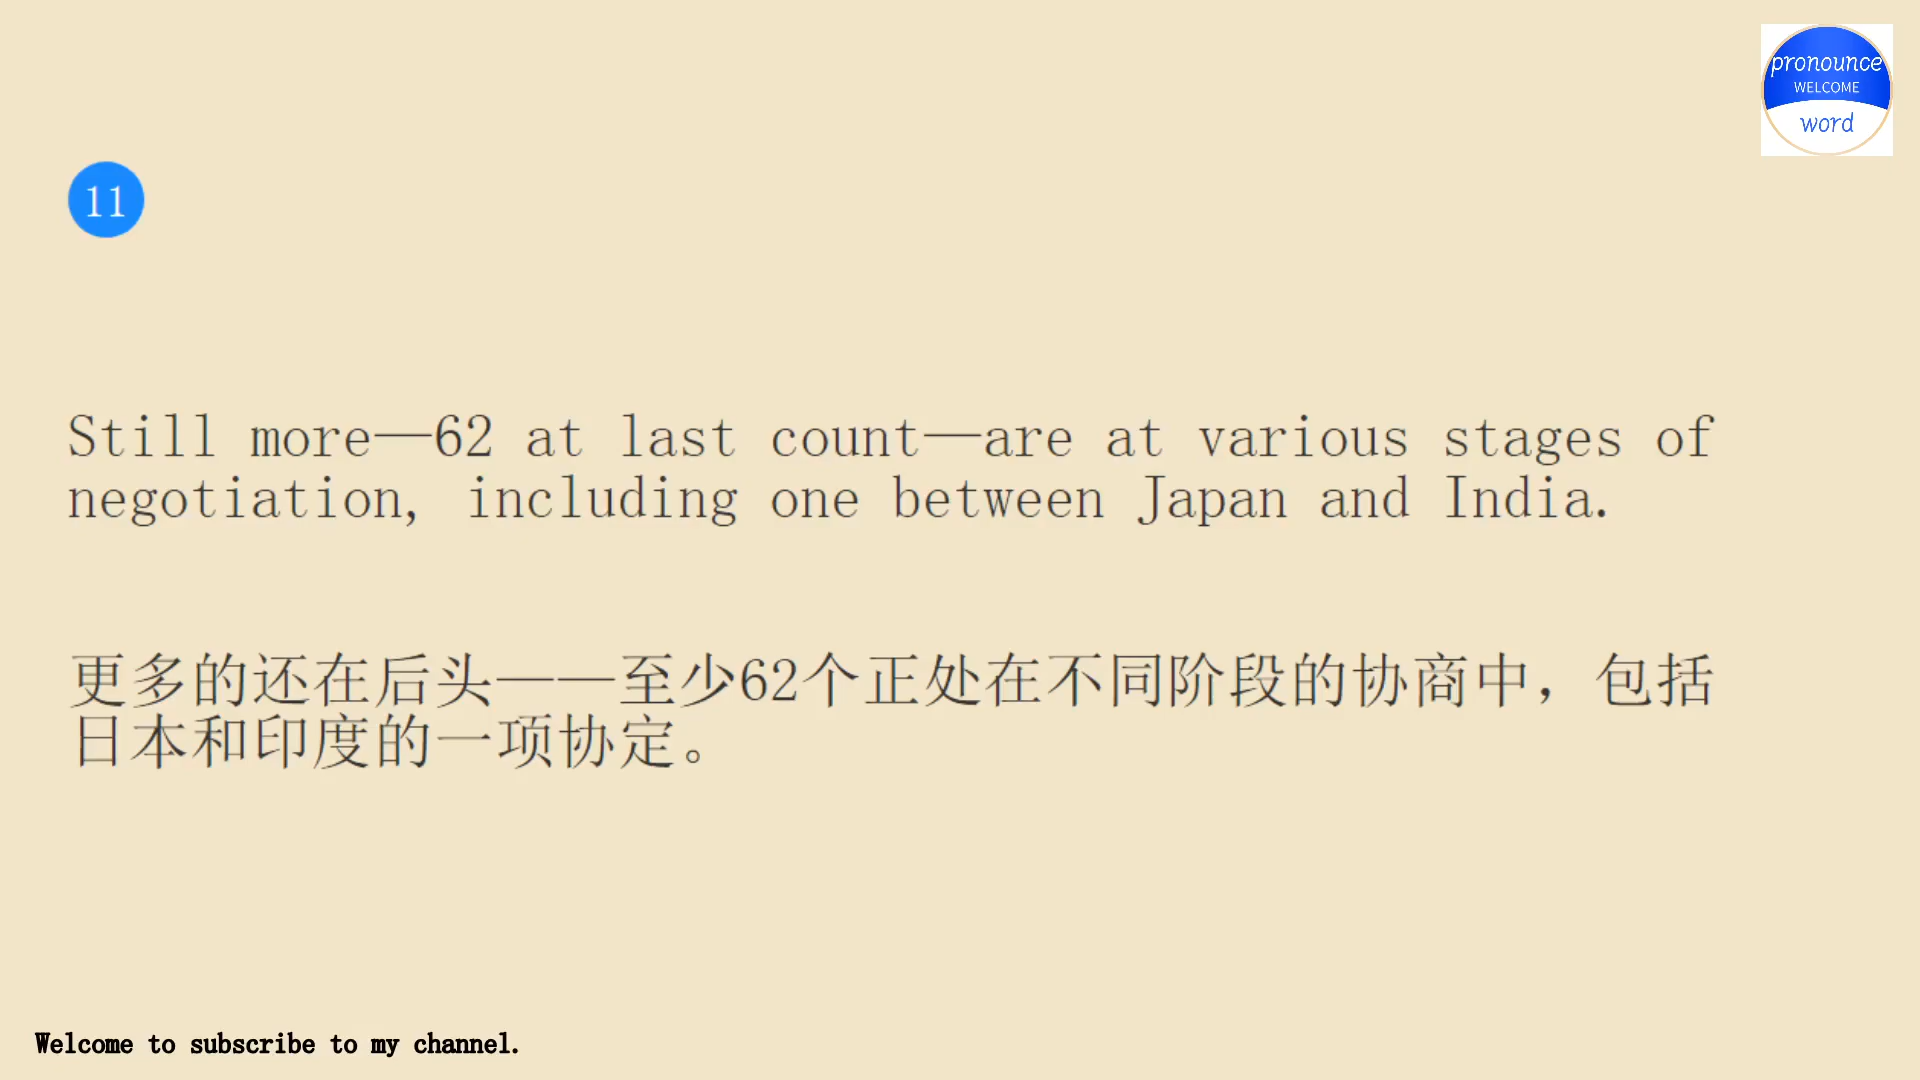 pronounce
WELCOME
word
11
Still more—62 at last count—are at various stages of
negotiation, including one between Japan and India.
更多的还在后头——至少62个正处在不同阶段的协商中，包括
日本和印度的一项协定。
Welcome to subscribe to my channel.